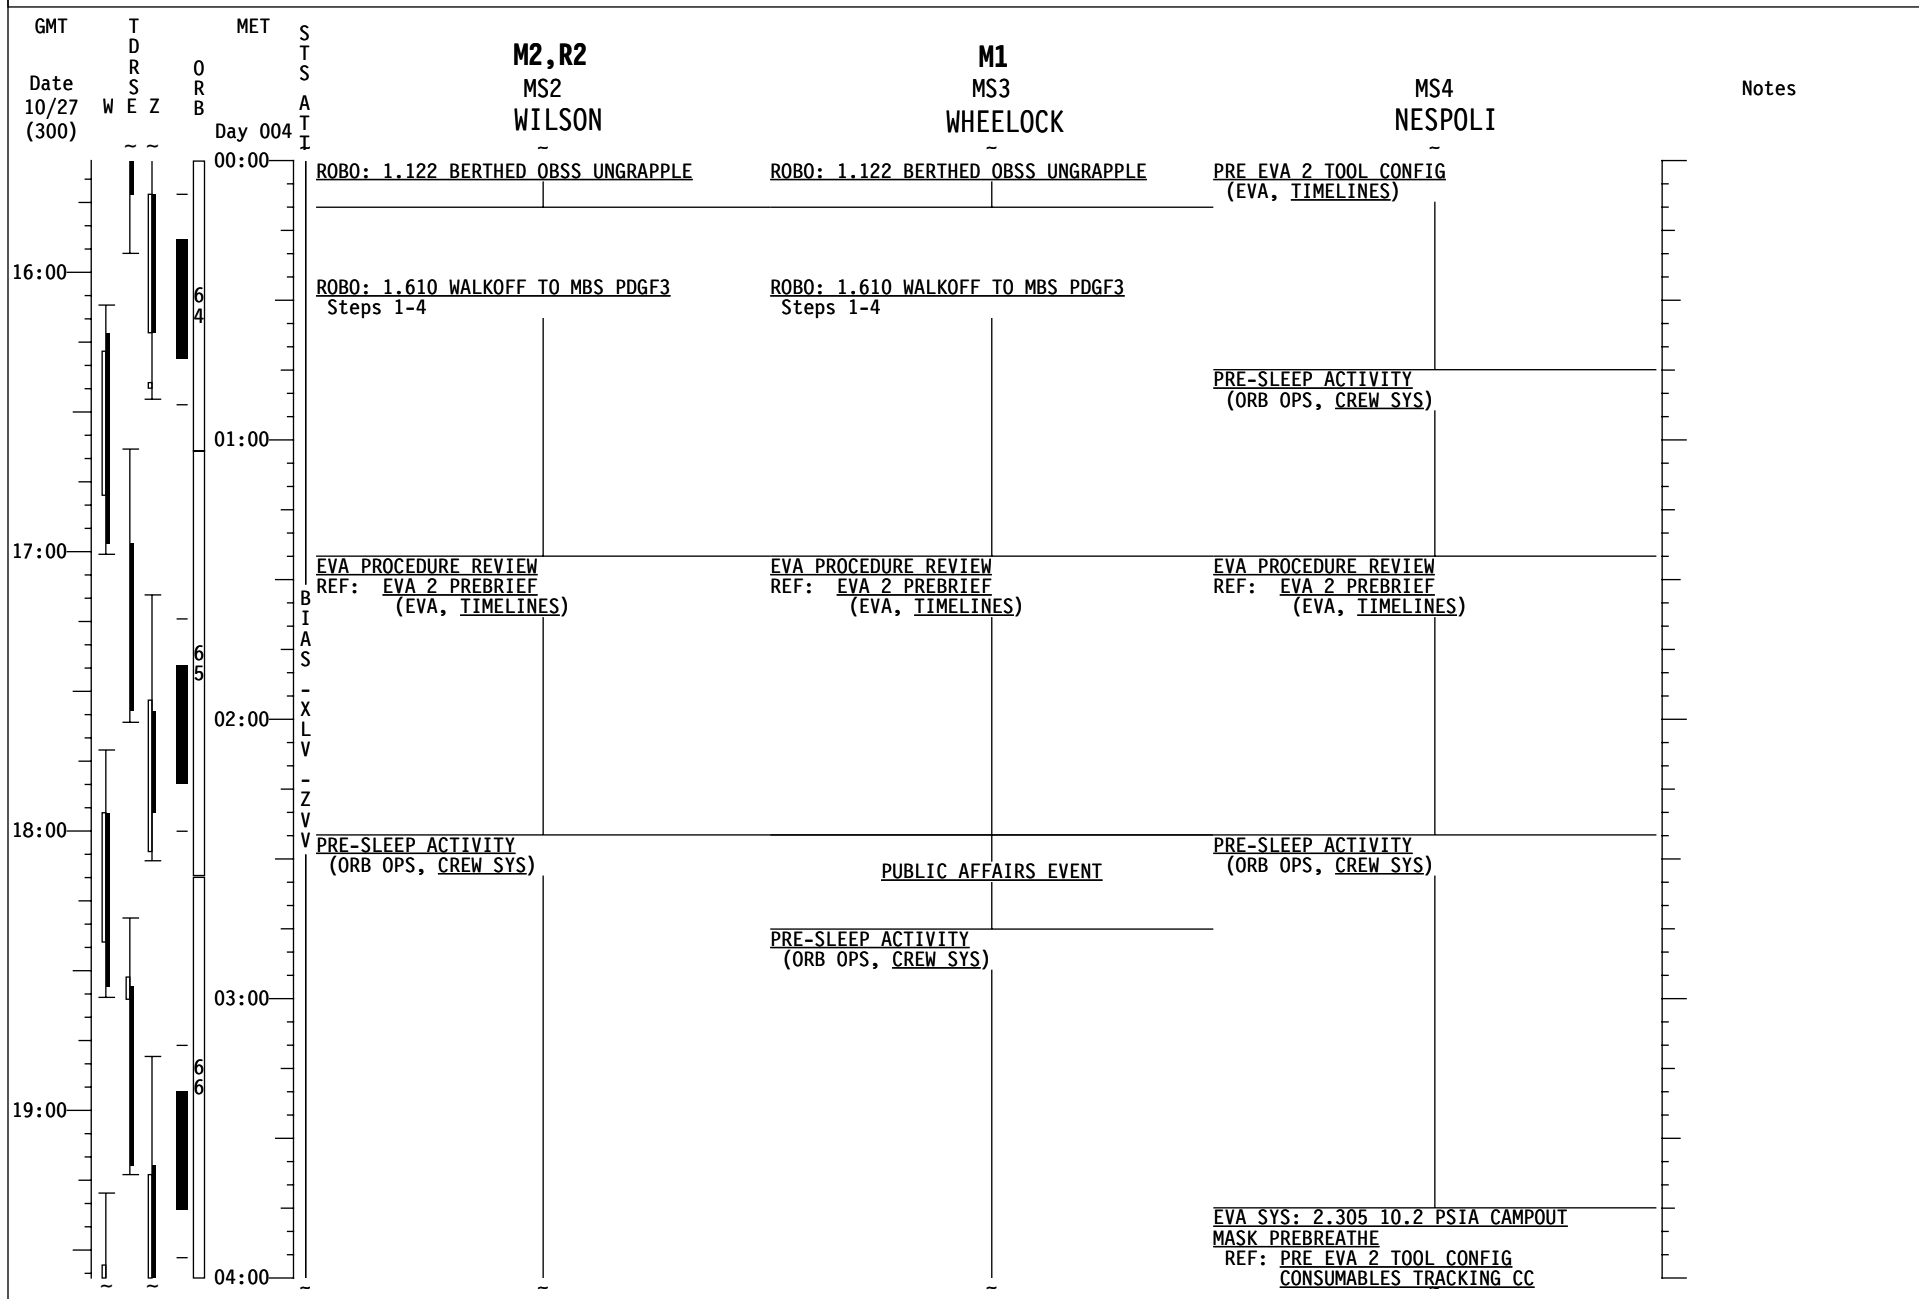 GMT
TDRS
MET
STS ATT
ORB
M2,R2
M1
MS2
MS3
MS4
Notes
Date
10/27
(300)
W E Z
Day 004
WILSON
WHEELOCK
NESPOLI
~ ~ ~ ~ ~ ~
00:00
ROBO: 1.122 BERTHED OBSS UNGRAPPLE
ROBO: 1.122 BERTHED OBSS UNGRAPPLE
PRE EVA 2 TOOL CONFIG
(EVA, TIMELINES)
16:00
64
ROBO: 1.610 WALKOFF TO MBS PDGF3
Steps 1-4
ROBO: 1.610 WALKOFF TO MBS PDGF3
Steps 1-4
PRE-SLEEP ACTIVITY
(ORB OPS, CREW SYS)
01:00
17:00
EVA PROCEDURE REVIEW
REF: EVA 2 PREBRIEF
(EVA, TIMELINES)
EVA PROCEDURE REVIEW
REF: EVA 2 PREBRIEF
(EVA, TIMELINES)
EVA PROCEDURE REVIEW
REF: EVA 2 PREBRIEF
(EVA, TIMELINES)
BIAS -XLV -ZVV
65
02:00
18:00
PRE-SLEEP ACTIVITY
(ORB OPS, CREW SYS)
PUBLIC AFFAIRS EVENT
PRE-SLEEP ACTIVITY
(ORB OPS, CREW SYS)
PRE-SLEEP ACTIVITY
(ORB OPS, CREW SYS)
03:00
66
19:00
EVA SYS: 2.305 10.2 PSIA CAMPOUT
MASK PREBREATHE
REF: PRE EVA 2 TOOL CONFIG
CONSUMABLES TRACKING CC
04:00
~ ~ ~ ~ ~ ~